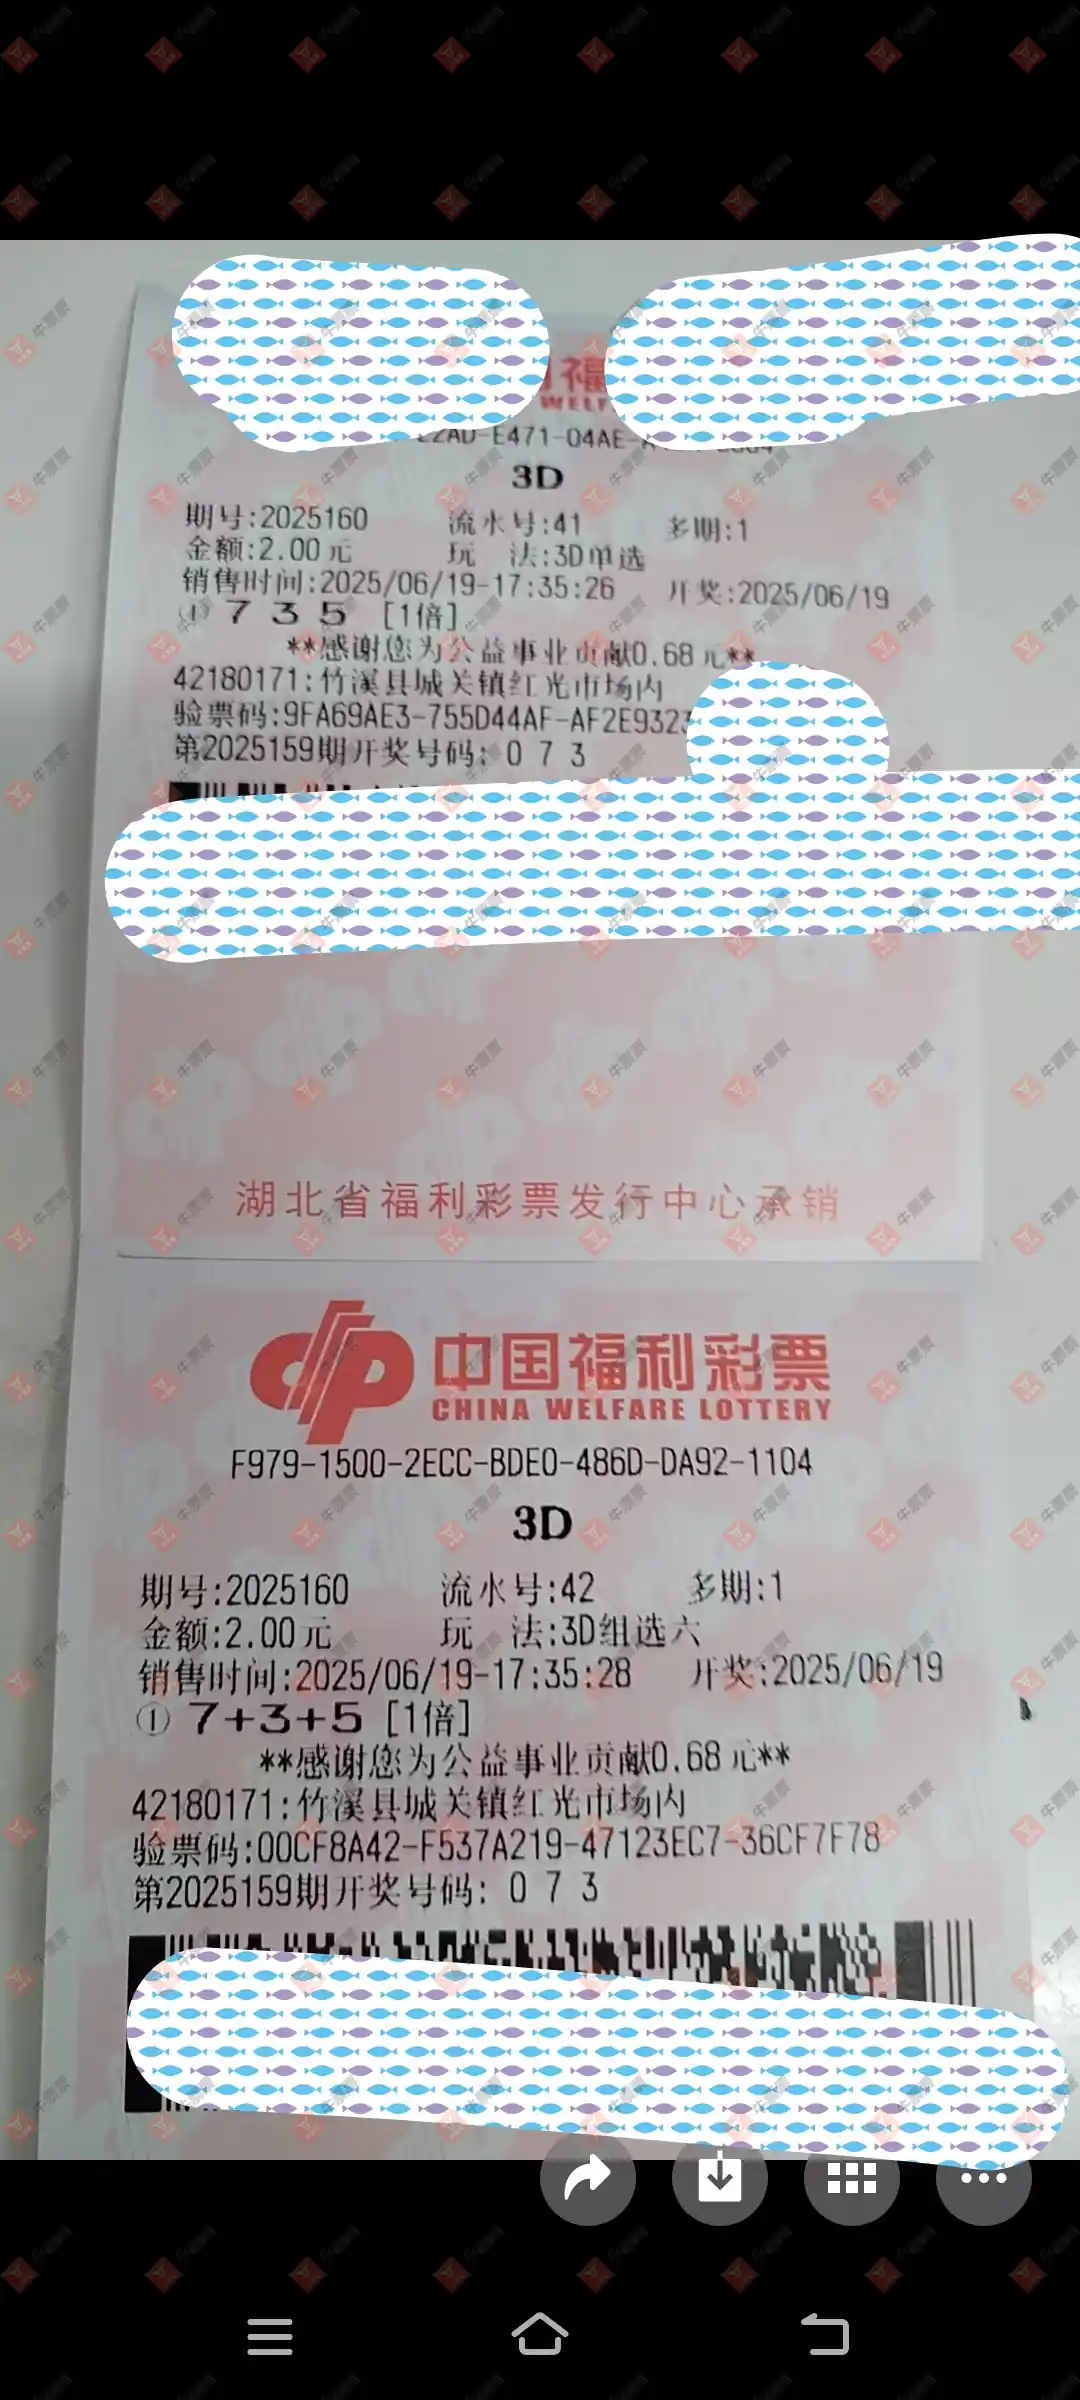 福
WELF
E471-04AE-
3D
期号:2025160 流水号:41 多期:1
金额:2.00元 玩 法:3D单选
销售时间:2025/06/19-17:35:26 开奖:2025/06/19
① 7 3 5 [1倍]
**感谢您为公益事业贡献0.68元**
42180171:竹溪县城关镇红光市场内
验票码:9FA69AE3-755D44AF-AF2E9323
第2025159期开奖号码: 0 7 3
湖北省福利彩票发行中心承销
中国福利彩票
CHINA WELFARE LOTTERY
F979-1500-2ECC-BDE0-486D-DA92-1104
3D
期号:2025160 流水号:42 多期:1
金额:2.00元 玩 法:3D组选六
销售时间:2025/06/19-17:35:28 开奖:2025/06/19
① 7+3+5 [1倍]
**感谢您为公益事业贡献0.68元**
42180171:竹溪县城关镇红光市场内
验票码:00CF8A42-F537A219-47123EC7-36CF7F78
第2025159期开奖号码: 0 7 3
牛票票